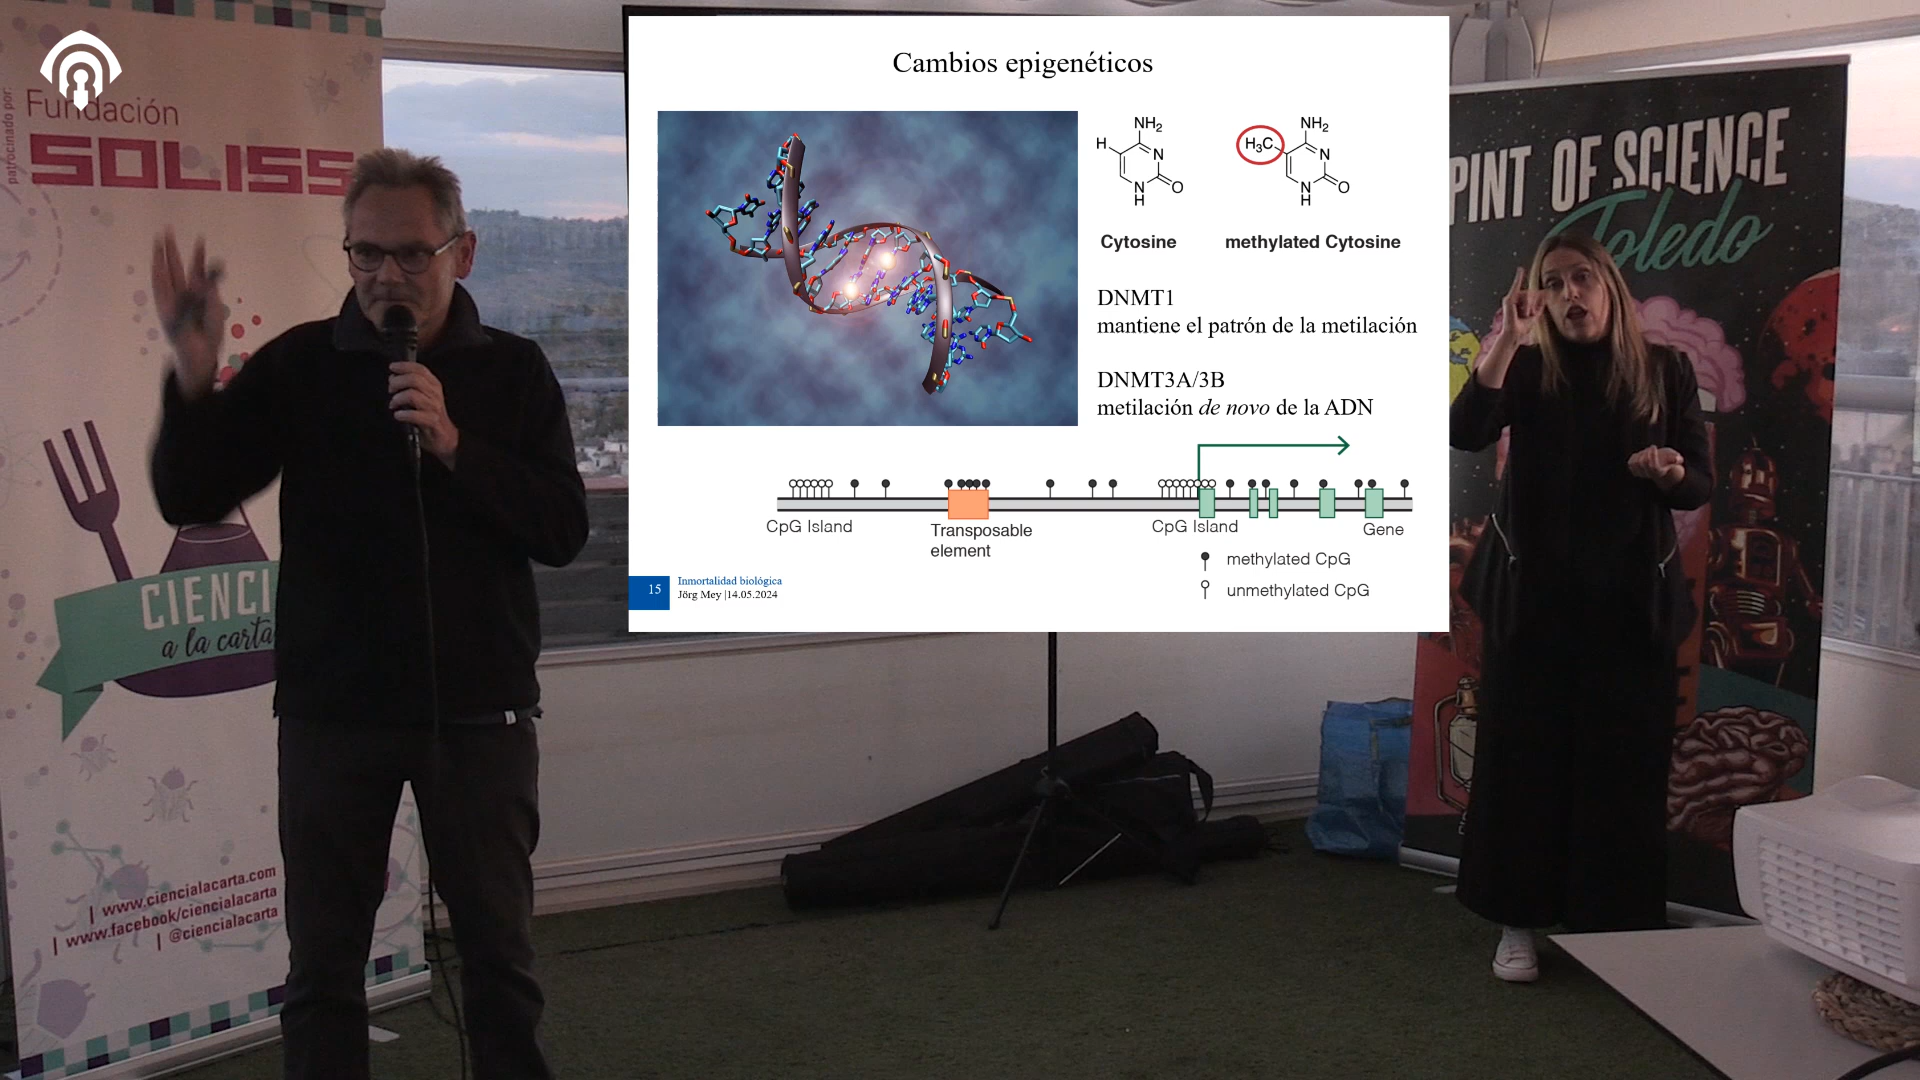 patrocinado por:
Fundación
SOLISS
CIENCI
a la carta
| www.ciencialacarta.com
| www.facebook/ciencialacarta
| @ciencialacarta
Cambios epigenéticos
NH₂
H
N
O
N
H
Cytosine
NH₂
H₃C
N
O
N
H
methylated Cytosine
DNMT1
mantiene el patrón de la metilación
DNMT3A/3B
metilación de novo de la ADN
CpG Island
Transposable
element
CpG Island
Gene
methylated CpG
unmethylated CpG
15
Inmortalidad biológica
Jörg Mey |14.05.2024
PINT OF SCIENCE
Toledo